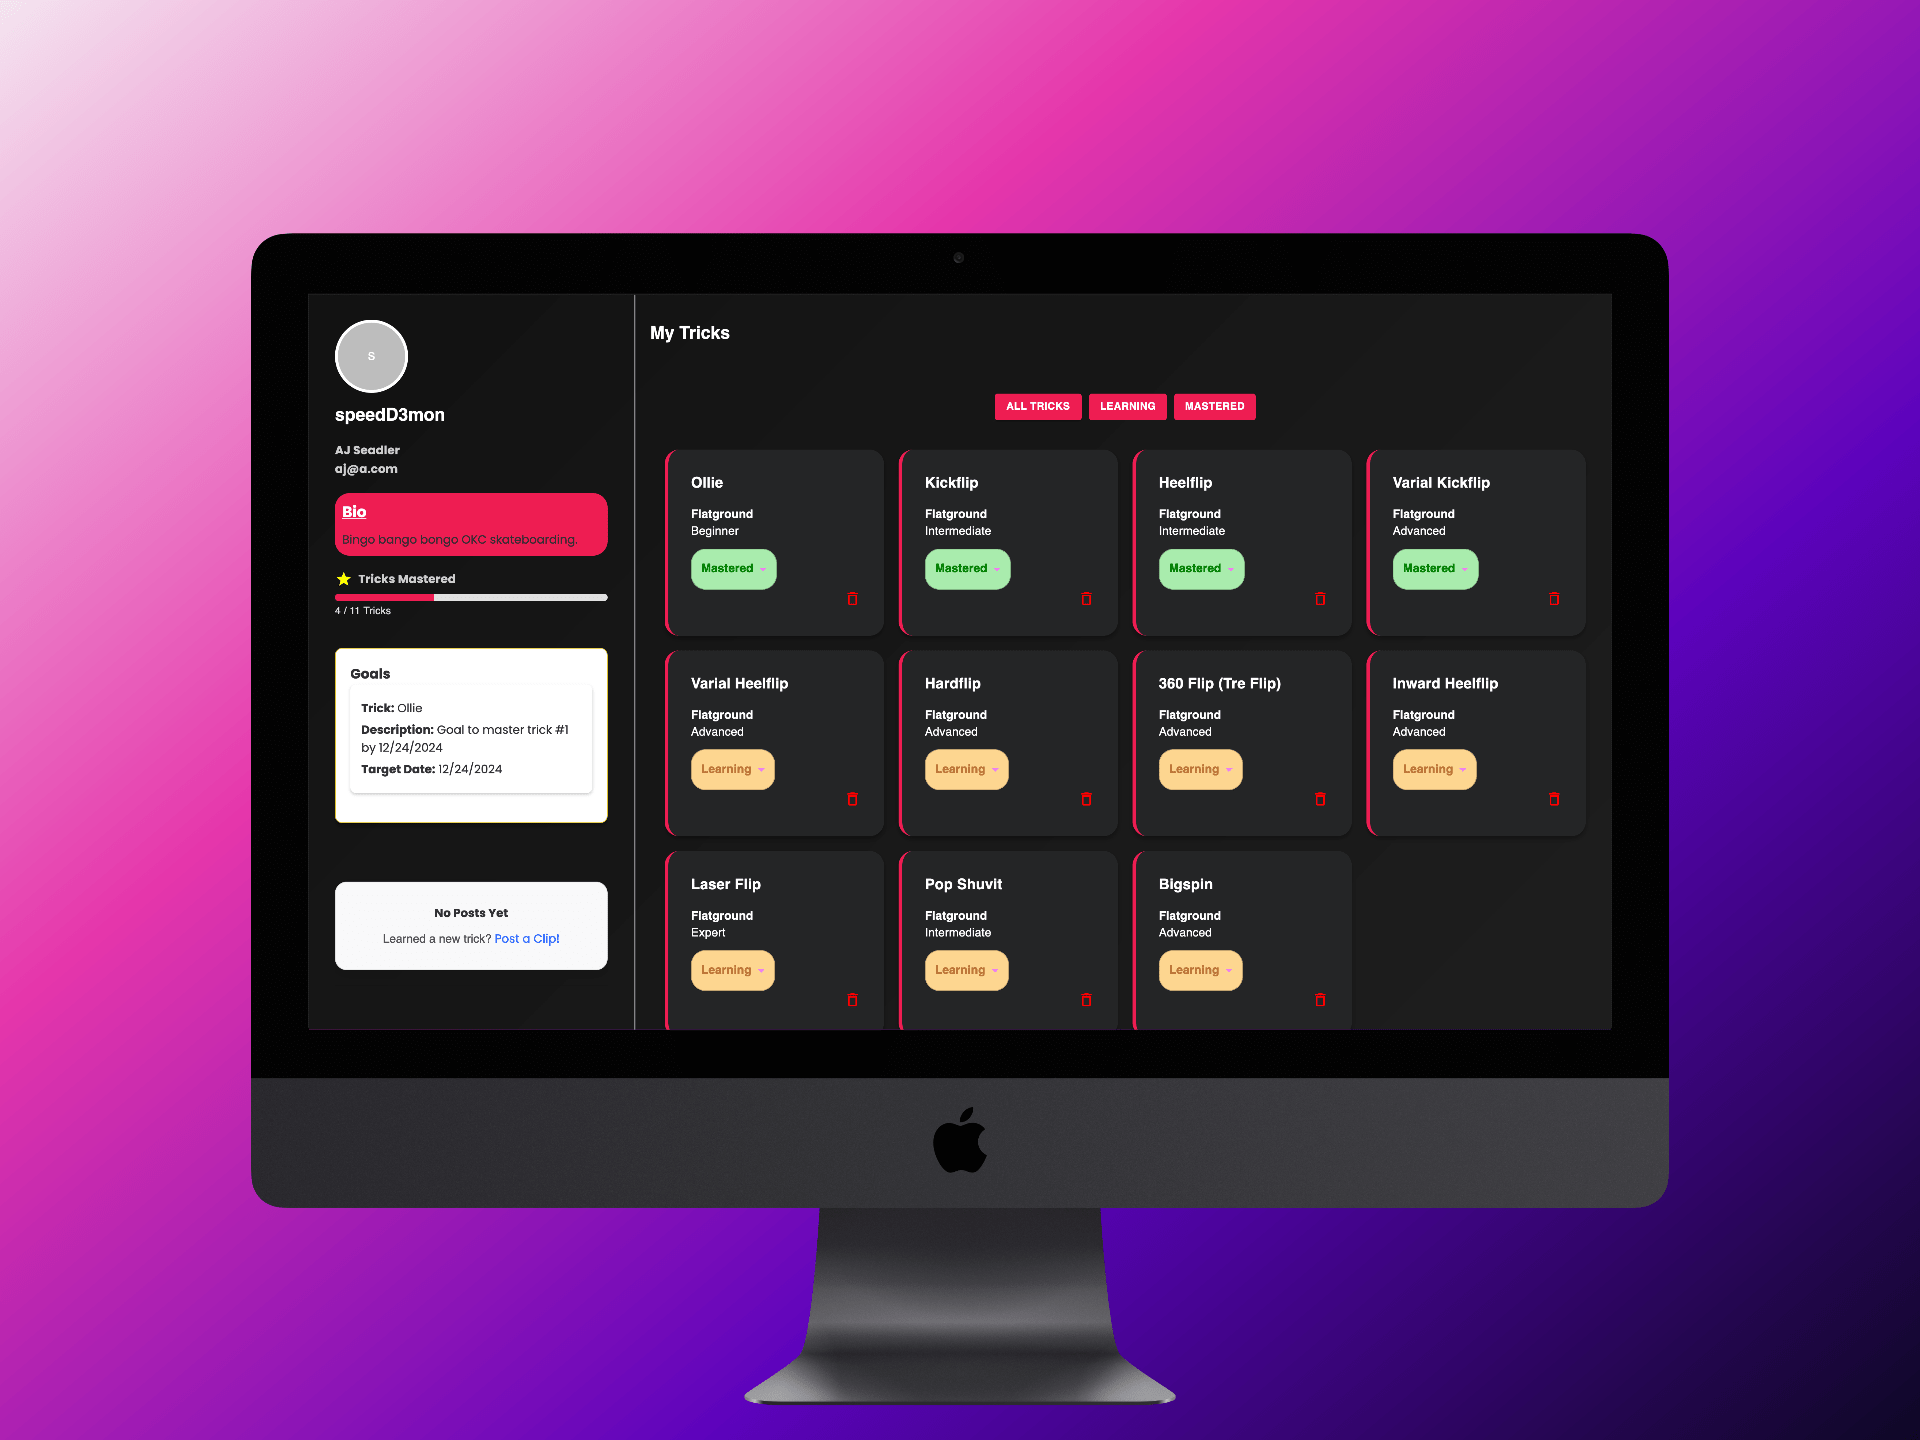 S
speedD3mon
AJ Seadler
aj@a.com
Bio
Bingo bango bongo OKC skateboarding.
Tricks Mastered
4 / 11 Tricks
Goals
Trick: Ollie
Description: Goal to master trick #1
by 12/24/2024
Target Date: 12/24/2024
No Posts Yet
Learned a new trick? Post a Clip!
My Tricks
ALL TRICKS
LEARNING
MASTERED
Ollie
Flatground
Beginner
Mastered
Kickflip
Flatground
Intermediate
Mastered
Heelflip
Flatground
Intermediate
Mastered
Varial Kickflip
Flatground
Advanced
Mastered
Varial Heelflip
Flatground
Advanced
Learning
Hardflip
Flatground
Advanced
Learning
360 Flip (Tre Flip)
Flatground
Advanced
Learning
Inward Heelflip
Flatground
Advanced
Learning
Laser Flip
Flatground
Expert
Learning
Pop Shuvit
Flatground
Intermediate
Learning
Bigspin
Flatground
Advanced
Learning